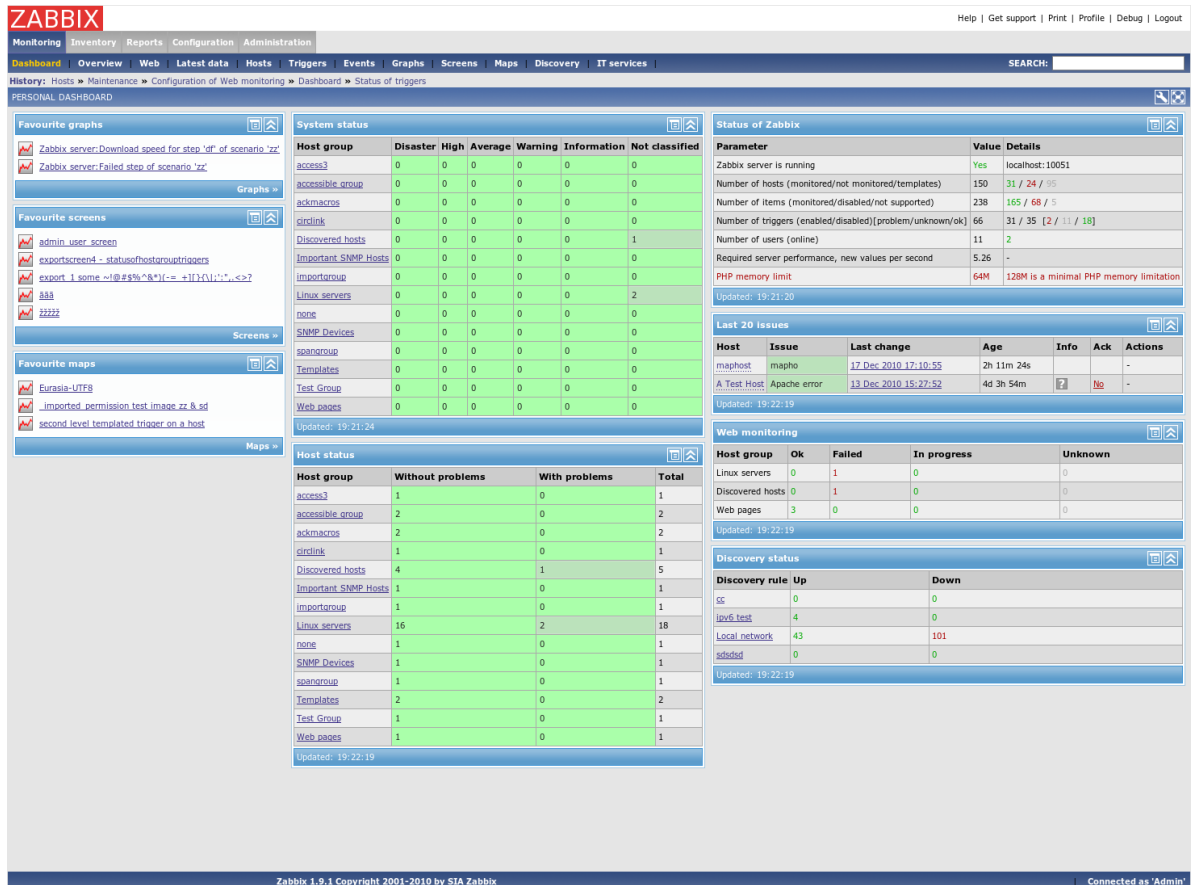 ZABBIX
Help | Get support | Print | Profile | Debug | Logout
Monitoring Inventory Reports Configuration Administration
Dashboard | Overview | Web | Latest data | Hosts | Triggers | Events | Graphs | Screens | Maps | Discovery | IT services | SEARCH:
History: Hosts » Maintenance » Configuration of Web monitoring » Dashboard » Status of triggers
PERSONAL DASHBOARD
Favourite graphs
Zabbix server:Download speed for step 'df' of scenario 'zz'
Zabbix server:Failed step of scenario 'zz'
Graphs »
Favourite screens
admin user screen
exportscreen4 - statusofhostgrouptriggers
export 1 some ~!@#$%^&*)(-= +][}{\|;':",.<>?
äää
žžžžž
Screens »
Favourite maps
Eurasia-UTF8
_imported permission test image zz & sd
second level templated trigger on a host
Maps »
System status
Host group Disaster High Average Warning Information Not classified
access3 0 0 0 0 0 0
accessible group 0 0 0 0 0 0
ackmacros 0 0 0 0 0 0
circlink 0 0 0 0 0 0
Discovered hosts 0 0 0 0 0 1
Important SNMP Hosts 0 0 0 0 0 0
importgroup 0 0 0 0 0 0
Linux servers 0 0 0 0 0 2
none 0 0 0 0 0 0
SNMP Devices 0 0 0 0 0 0
spangroup 0 0 0 0 0 0
Templates 0 0 0 0 0 0
Test Group 0 0 0 0 0 0
Web pages 0 0 0 0 0 0
Updated: 19:21:24
Host status
Host group Without problems With problems Total
access3 1 0 1
accessible group 2 0 2
ackmacros 2 0 2
circlink 1 0 1
Discovered hosts 4 1 5
Important SNMP Hosts 1 0 1
importgroup 1 0 1
Linux servers 16 2 18
none 1 0 1
SNMP Devices 1 0 1
spangroup 1 0 1
Templates 2 0 2
Test Group 1 0 1
Web pages 1 0 1
Updated: 19:22:19
Status of Zabbix
Parameter Value Details
Zabbix server is running Yes localhost:10051
Number of hosts (monitored/not monitored/templates) 150 31 / 24 / 95
Number of items (monitored/disabled/not supported) 238 165 / 68 / 5
Number of triggers (enabled/disabled)[problem/unknown/ok] 66 31 / 35 [2 / 11 / 18]
Number of users (online) 11 2
Required server performance, new values per second 5.26 -
PHP memory limit 64M 128M is a minimal PHP memory limitation
Updated: 19:21:20
Last 20 issues
Host Issue Last change Age Info Ack Actions
maphost mapho 17 Dec 2010 17:10:55 2h 11m 24s -
A Test Host Apache error 13 Dec 2010 15:27:52 4d 3h 54m ? No -
Updated: 19:22:19
Web monitoring
Host group Ok Failed In progress Unknown
Linux servers 0 1 0 0
Discovered hosts 0 1 0 0
Web pages 3 0 0 0
Updated: 19:22:19
Discovery status
Discovery rule Up Down
cc 0 0
ipv6 test 4 0
Local network 43 101
sdsdsd 0 0
Updated: 19:22:19
Zabbix 1.9.1 Copyright 2001-2010 by SIA Zabbix | Connected as 'Admin'